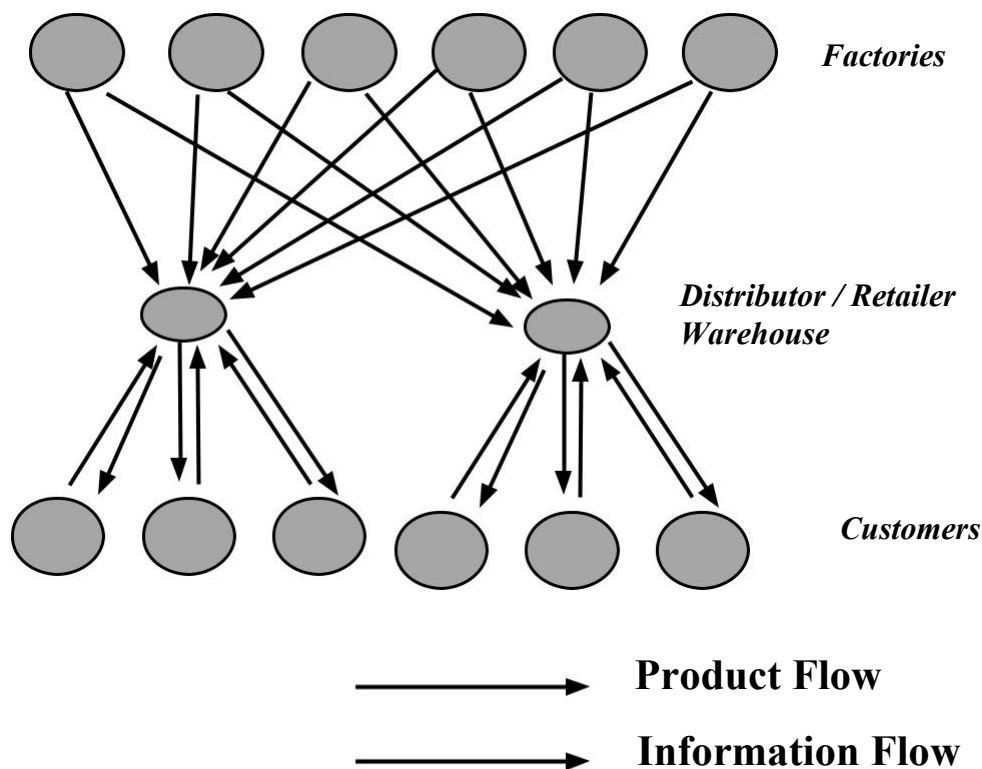 Factories
Distributor / Retailer
Warehouse
Customers
Product Flow
Information Flow